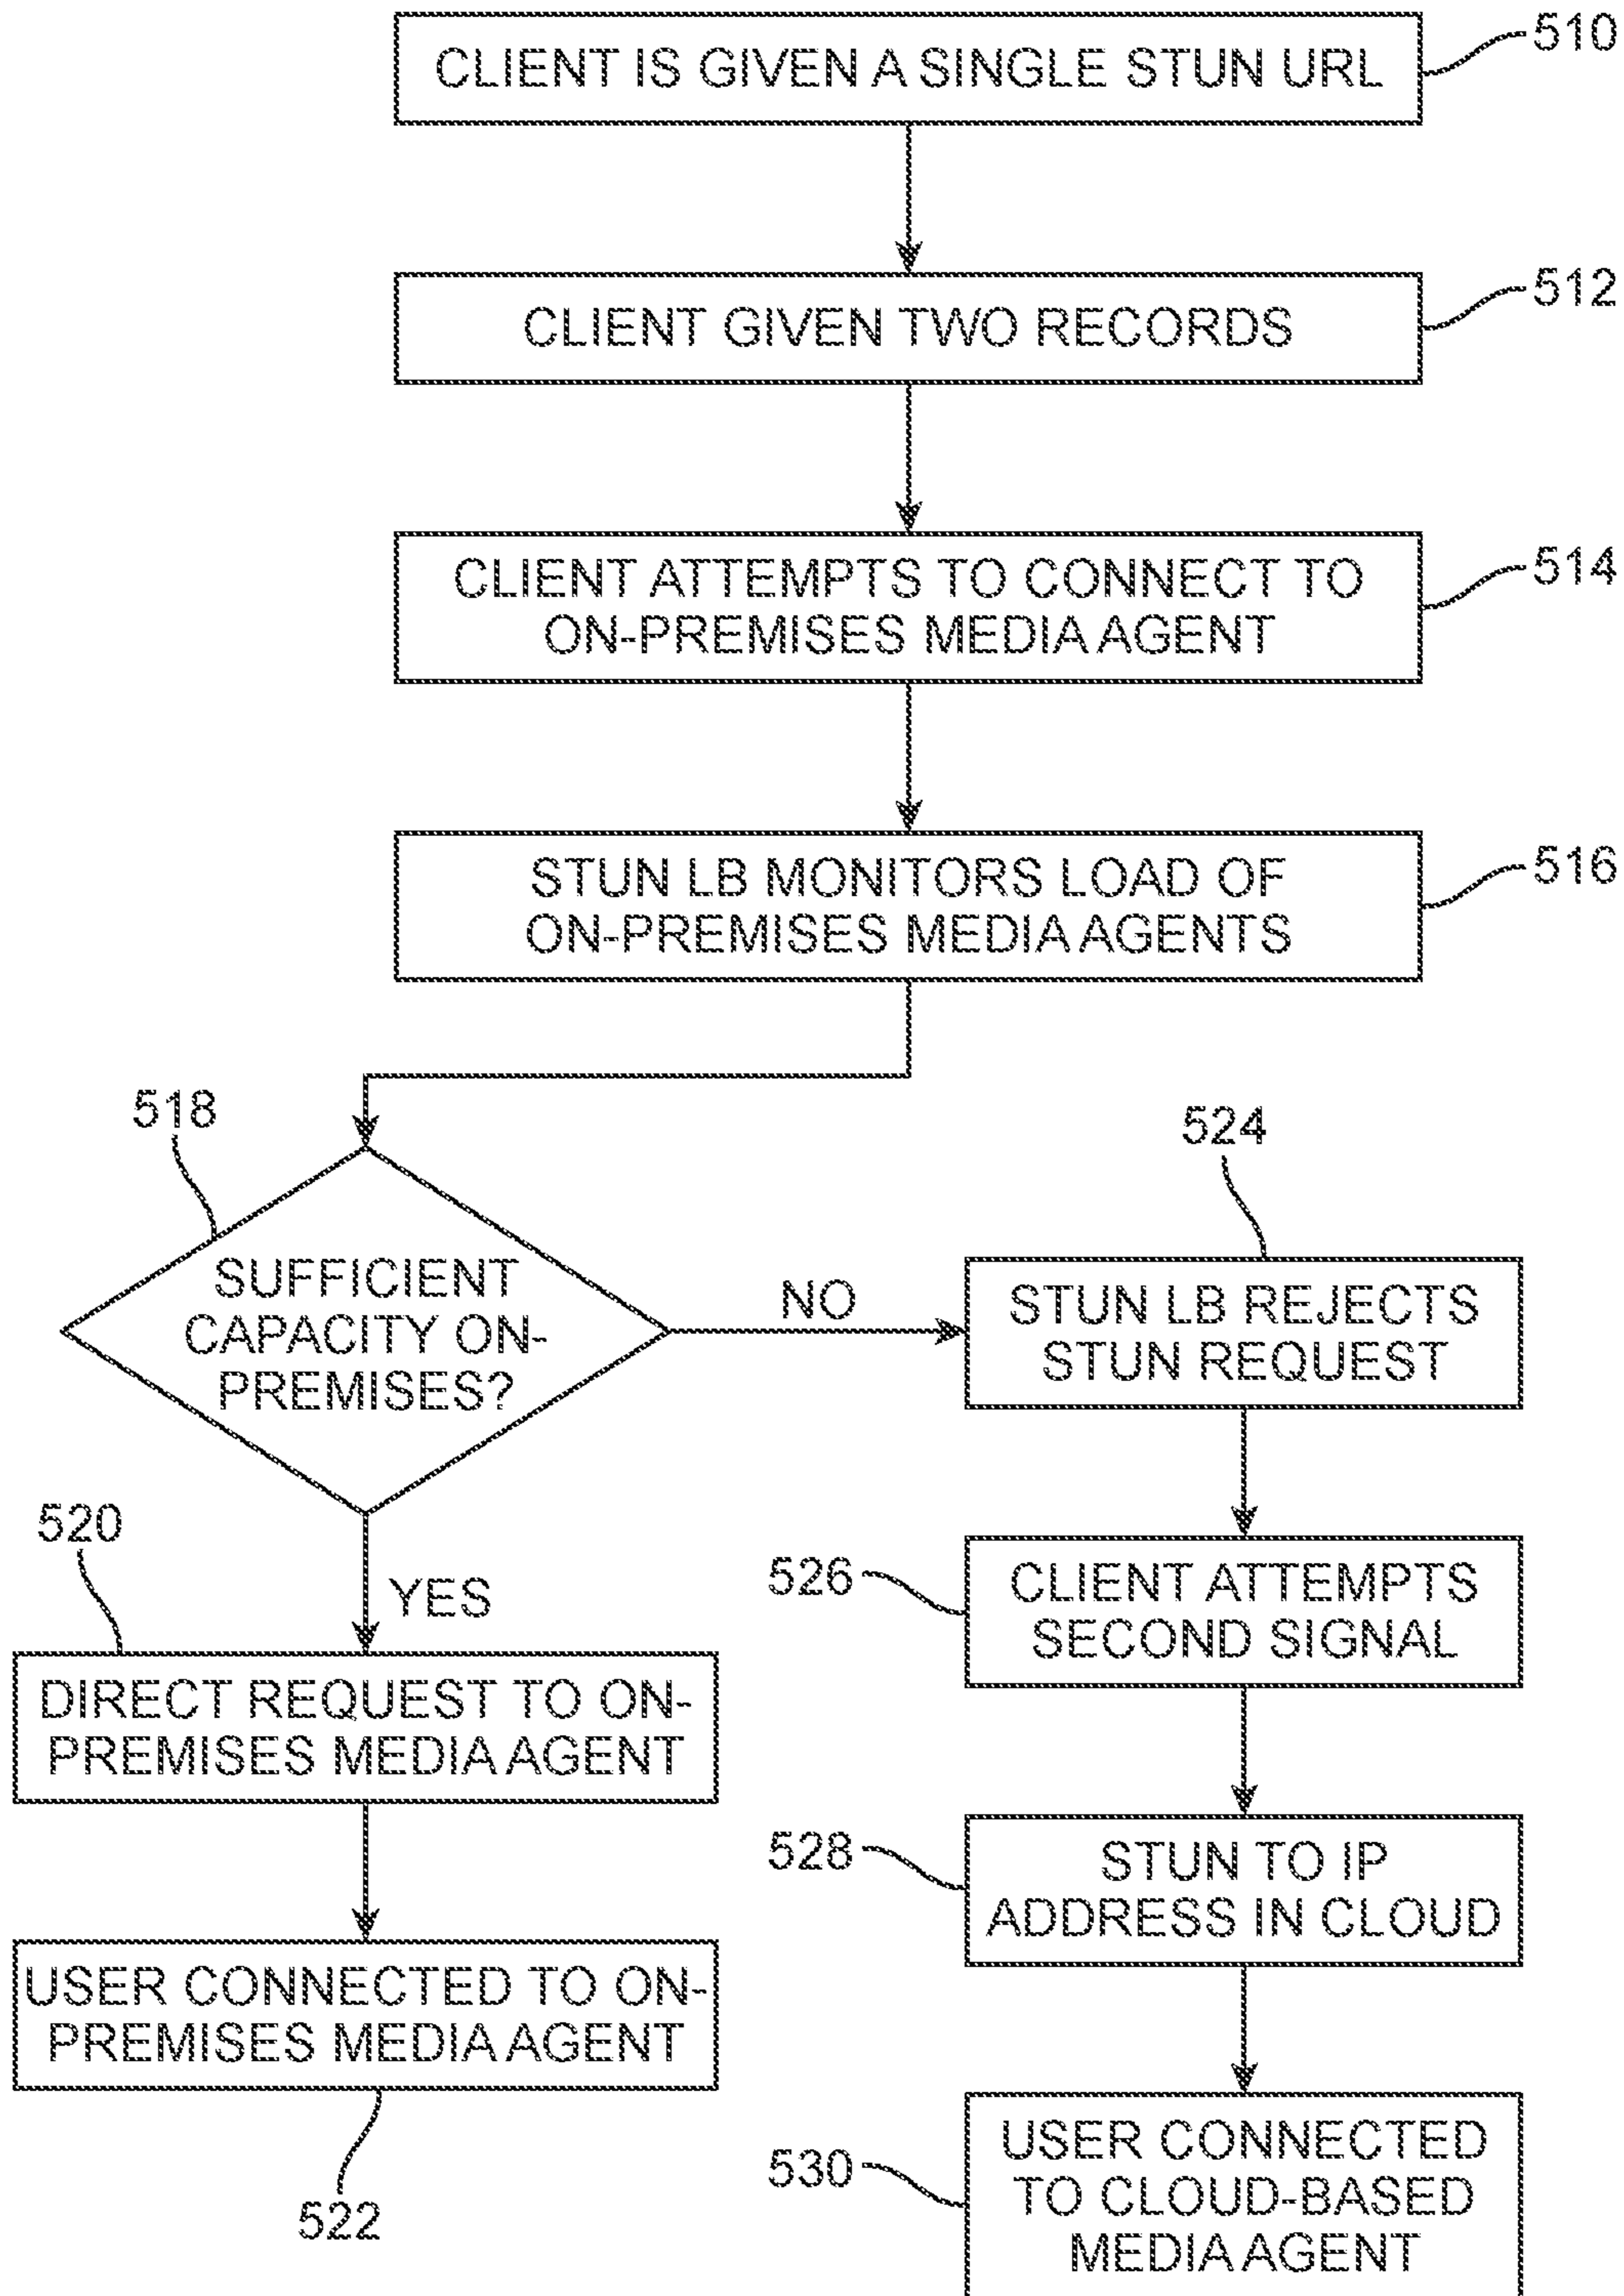 CLIENT IS GIVEN A SINGLE STUN URL
510
CLIENT GIVEN TWO RECORDS
512
CLIENT ATTEMPTS TO CONNECT TO
ON-PREMISES MEDIA AGENT
514
STUN LB MONITORS LOAD OF
ON-PREMISES MEDIA AGENTS
516
518
SUFFICIENT
CAPACITY ON-
PREMISES?
NO
YES
520
DIRECT REQUEST TO ON-
PREMISES MEDIA AGENT
USER CONNECTED TO ON-
PREMISES MEDIA AGENT
522
524
STUN LB REJECTS
STUN REQUEST
526
CLIENT ATTEMPTS
SECOND SIGNAL
528
STUN TO IP
ADDRESS IN CLOUD
530
USER CONNECTED
TO CLOUD-BASED
MEDIA AGENT